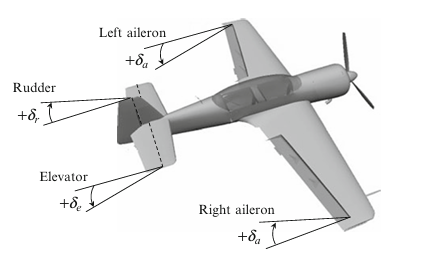 Left aileron
+δa
Rudder
+δr
Elevator
+δe
Right aileron
+δa